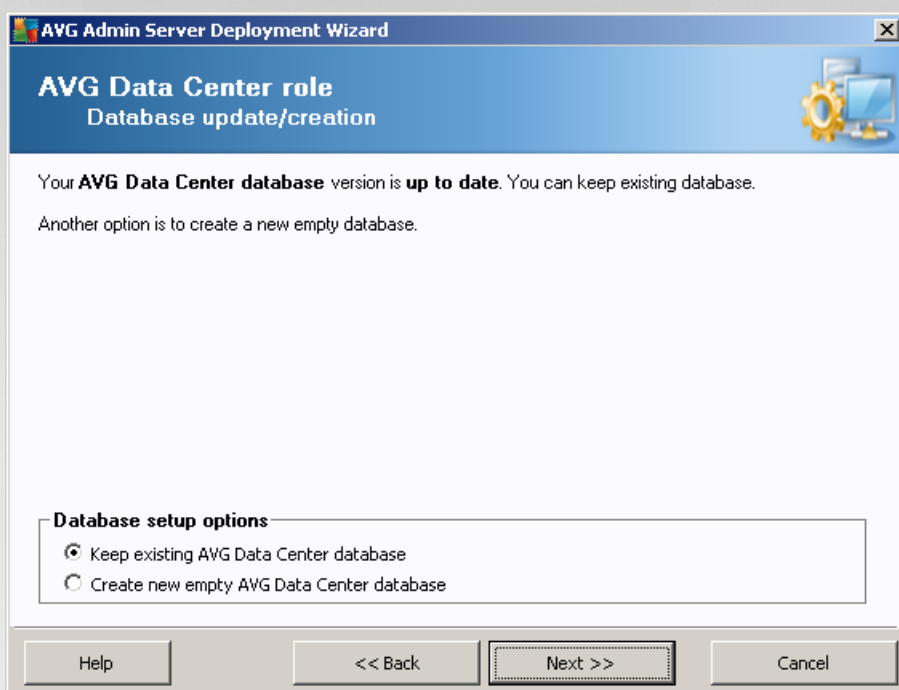 AVG Admin Server Deployment Wizard
AVG Data Center role
Database update/creation
Your AVG Data Center database version is up to date. You can keep existing database.
Another option is to create a new empty database.
Database setup options
Keep existing AVG Data Center database
Create new empty AVG Data Center database
Help
<< Back
Next >>
Cancel